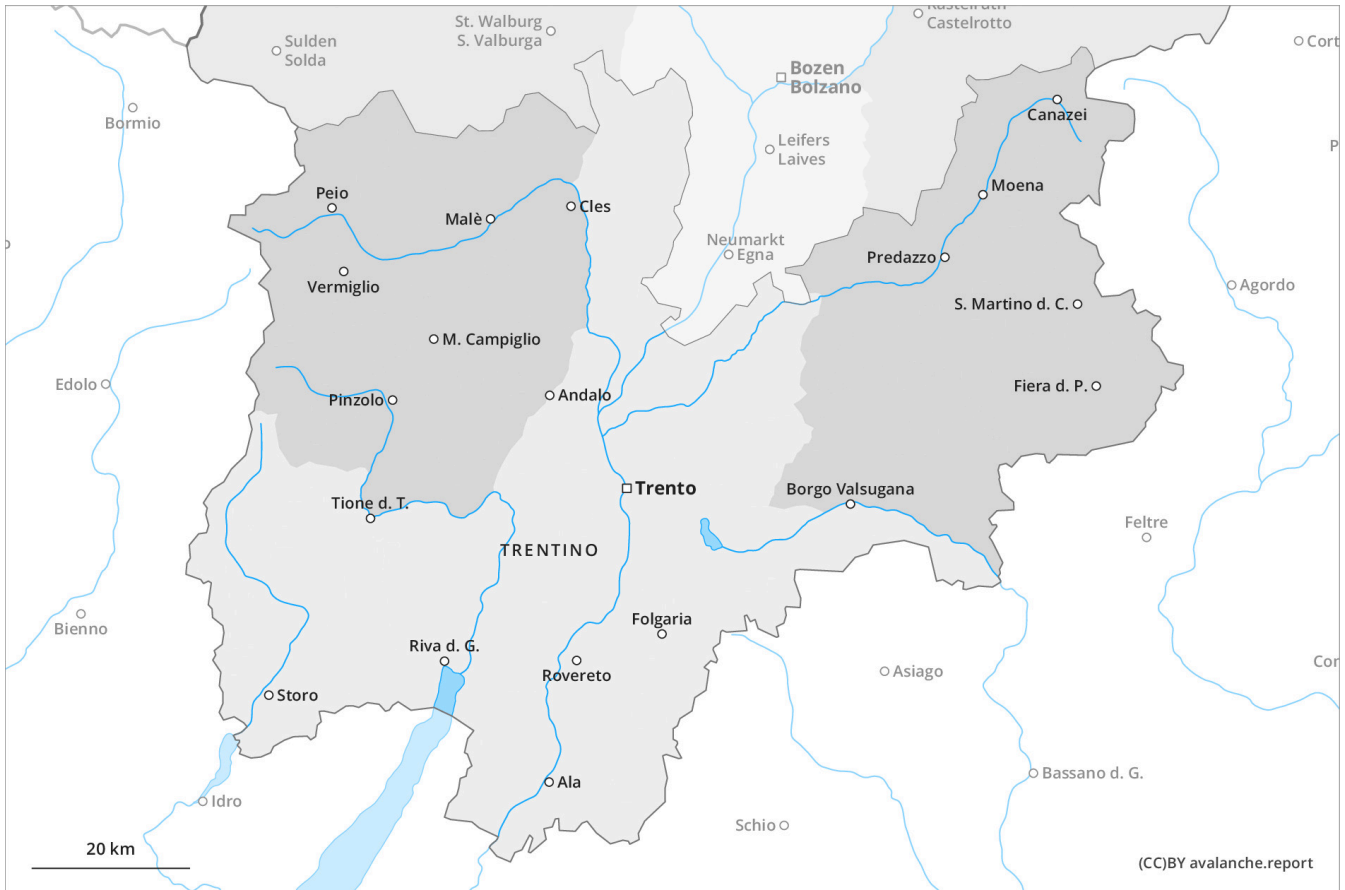 St. Walburg
S. Valburga
Castelrotto
Sulden
Solda
Cort
Bozen
Bolzano
Bormio
Canazei
Leifers
Laives
P
Peio
Moena
Malè
Cles
Neumarkt
Egna
Predazzo
Vermiglio
Agordo
S. Martino d. C.
M. Campiglio
Edolo
Fiera d. P.
Andalo
Pinzolo
Trento
Borgo Valsugana
Tione d. T.
Feltre
TRENTINO
Bienno
Folgaria
Riva d. G.
Asiago
Cor
Rovereto
Storo
Bassano d. G.
Ala
Idro
Schio
20 km
(CC)BY avalanche.report